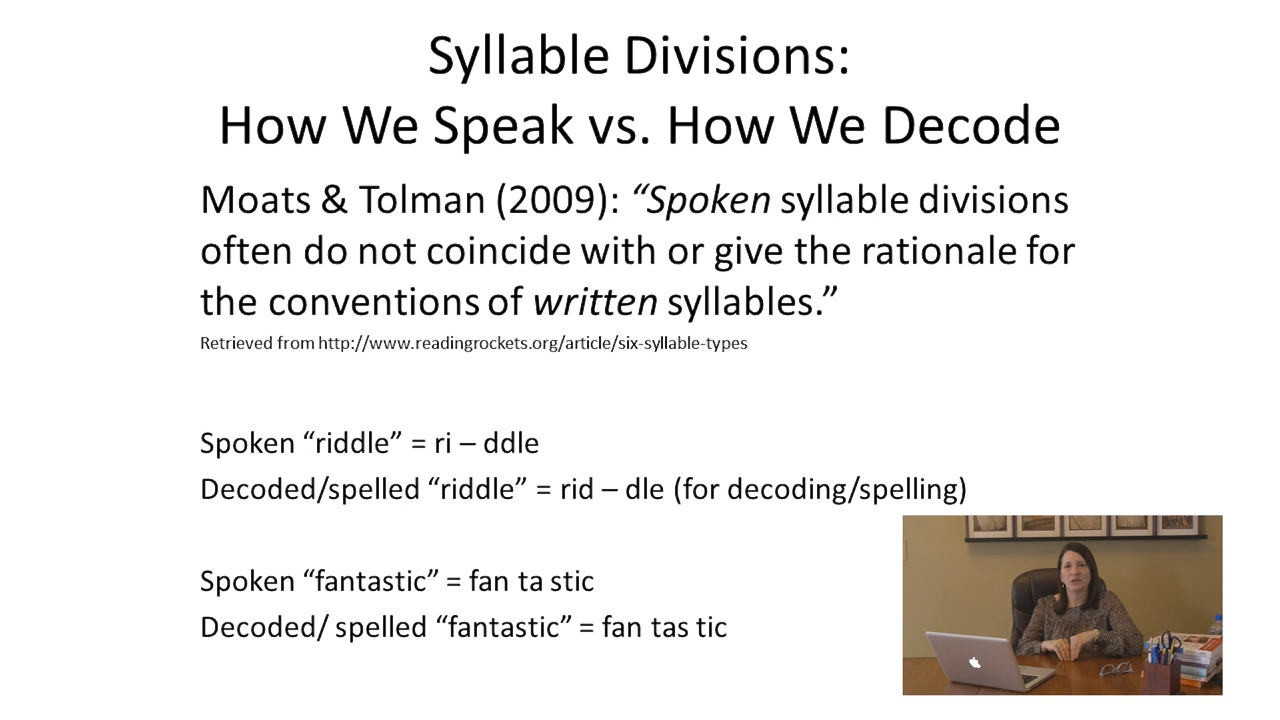 Syllable Divisions:
How We Speak vs. How We Decode
Moats & Tolman (2009): “Spoken syllable divisions
often do not coincide with or give the rationale for
the conventions of written syllables.”
Retrieved from http://www.readingrockets.org/article/six-syllable-types
Spoken “riddle” = ri – ddle
Decoded/spelled “riddle” = rid – dle (for decoding/spelling)
Spoken “fantastic” = fan ta stic
Decoded/ spelled “fantastic” = fan tas tic